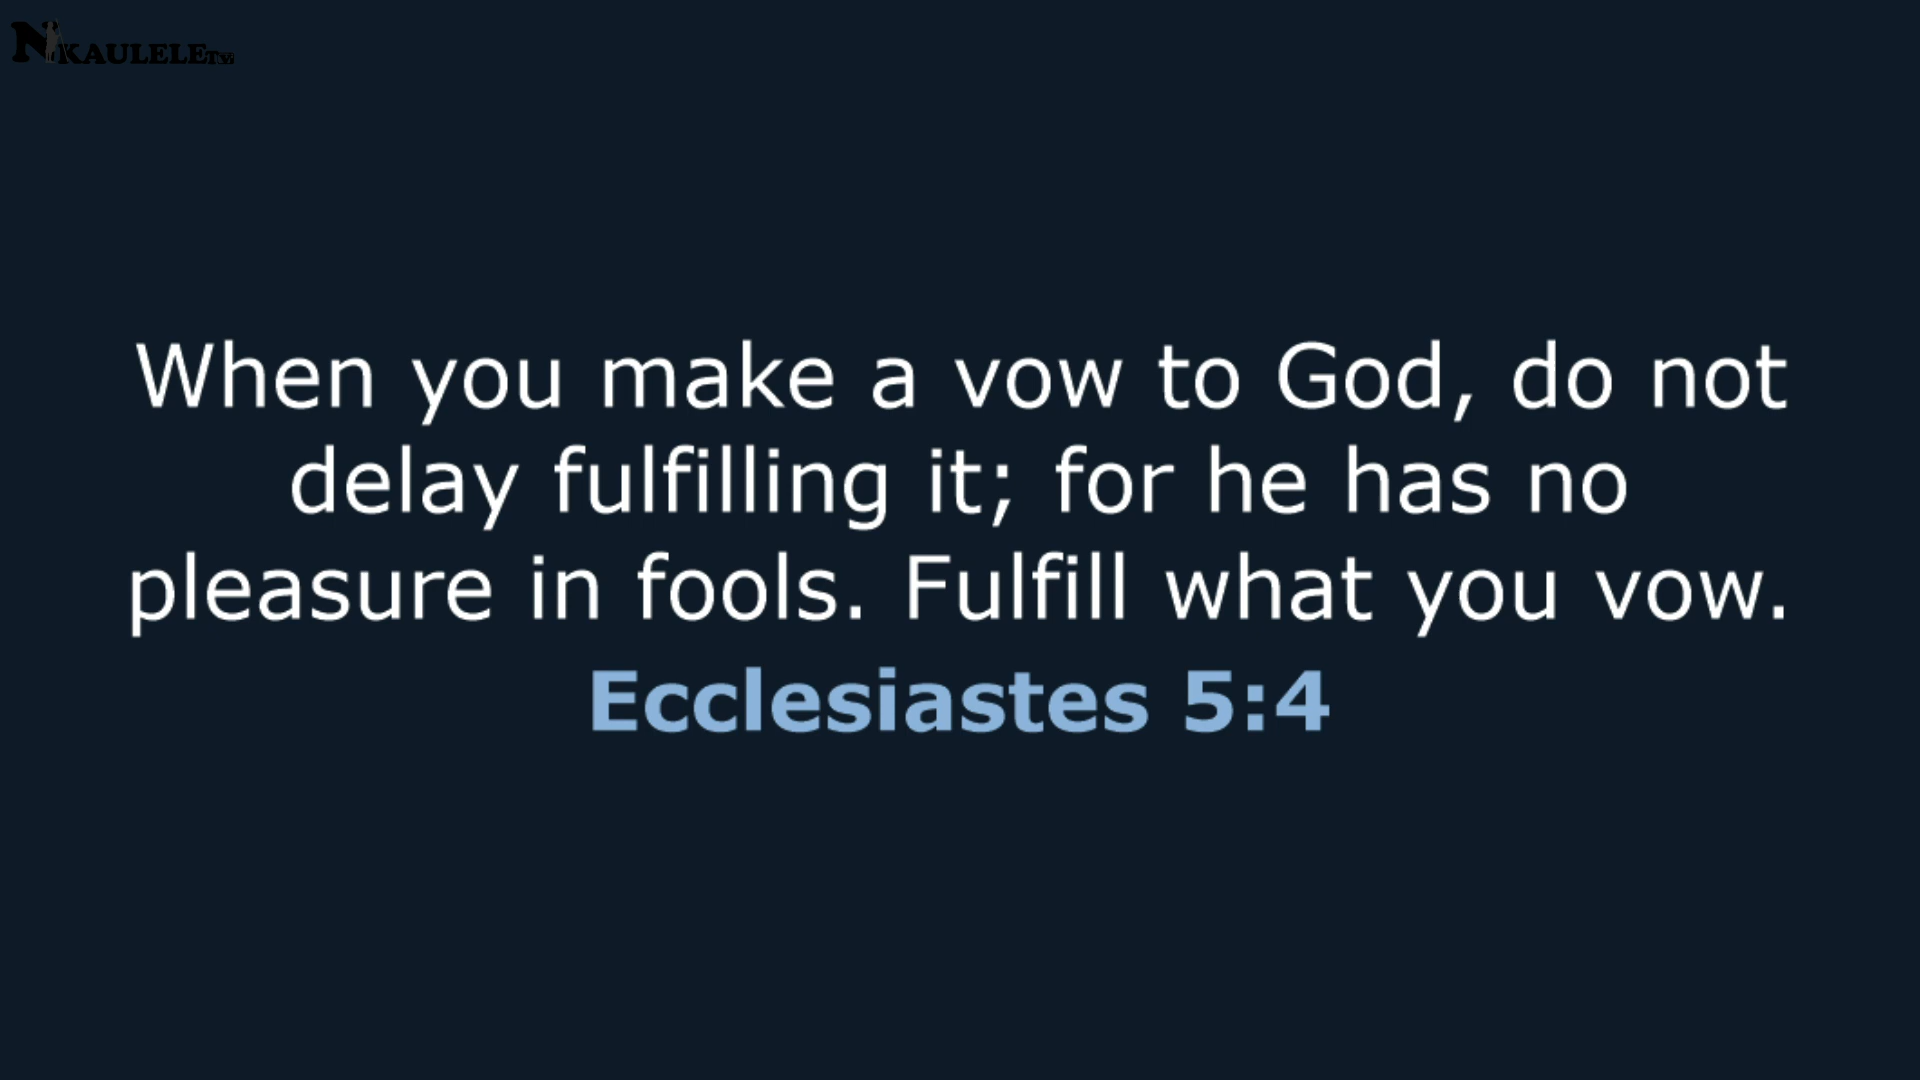 NKAULELE TV
When you make a vow to God, do not
delay fulfilling it; for he has no
pleasure in fools. Fulfill what you vow.
Ecclesiastes 5:4